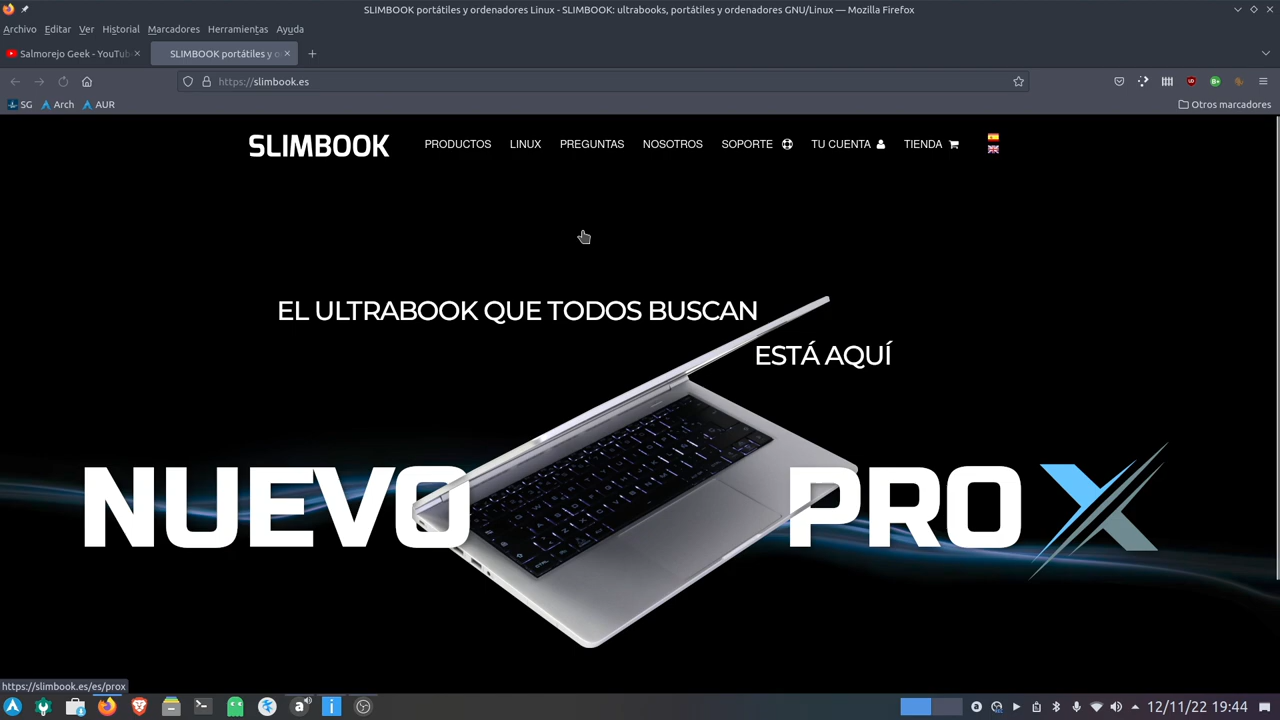 SLIMBOOK portátiles y ordenadores Linux - SLIMBOOK: ultrabooks, portátiles y ordenadores GNU/Linux — Mozilla Firefox
Archivo Editar Ver Historial Marcadores Herramientas Ayuda
Salmorejo Geek - YouTub SLIMBOOK portátiles y o
https://slimbook.es
SG Arch AUR Otros marcadores
SLIMBOOK PRODUCTOS LINUX PREGUNTAS NOSOTROS SOPORTE TU CUENTA TIENDA
EL ULTRABOOK QUE TODOS BUSCAN
ESTÁ AQUÍ
NUEVO PRO X
https://slimbook.es/es/prox
12/11/22 19:44